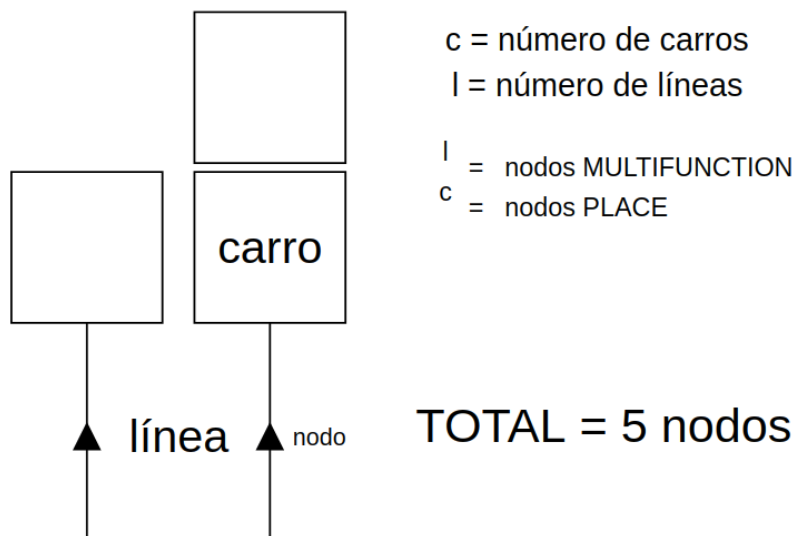 c = número de carros
l = número de líneas
l = nodos MULTIFUNCTION
c = nodos PLACE
carro
línea
nodo
TOTAL = 5 nodos